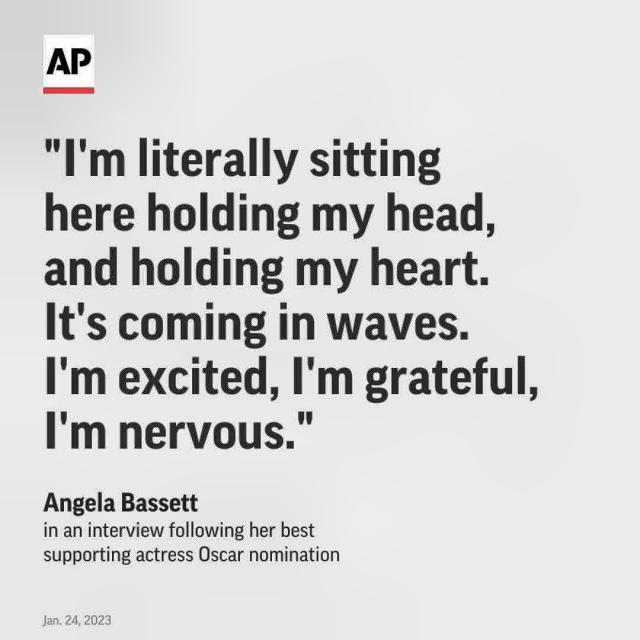 AP
"I'm literally sitting
here holding my head,
and holding my heart.
It's coming in waves.
I'm excited, I'm grateful,
I'm nervous."
Angela Bassett
in an interview following her best
supporting actress Oscar nomination
Jan. 24, 2023